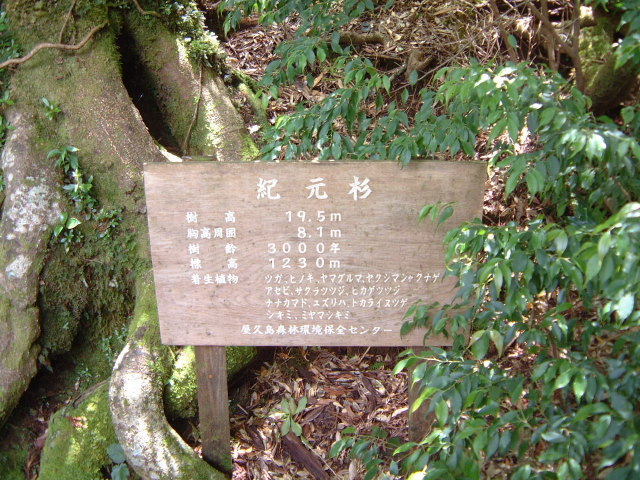 紀元杉
樹高 19.5m
胸高周囲 8.1m
樹齢 3000年
標高 1230m
着生植物 ツガ、ヒノキ、ヤマグルマ、ヤクシマシャクナゲ
アセビ、サクラツツジ、ヒカゲツツジ
ナナカマド、ユズリハ、トカライヌツゲ
シキミ、ミヤマシキミ
屋久島森林環境保全センター